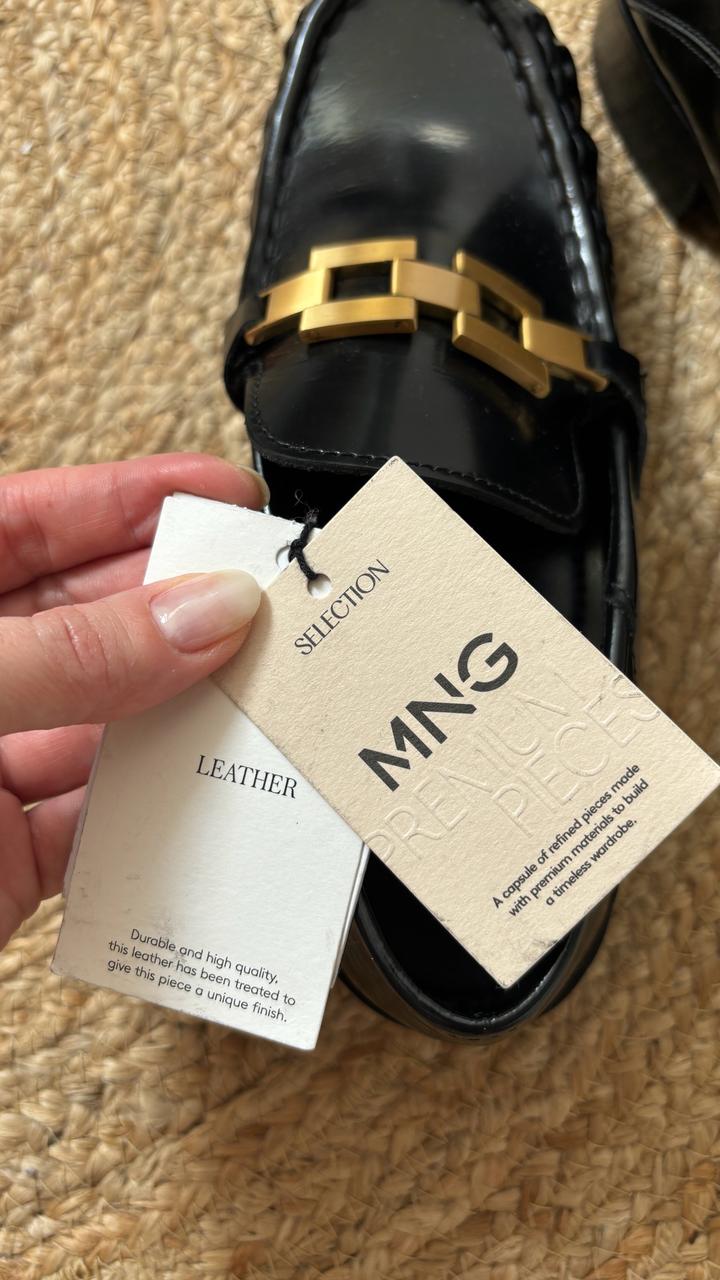 LEATHER
Durable and high quality,
this leather has been treated to
give this piece a unique finish.
SELECTION
MNG
PREMIUM
PIECES
A capsule of refined pieces made
with premium materials to build
a timeless wardrobe.